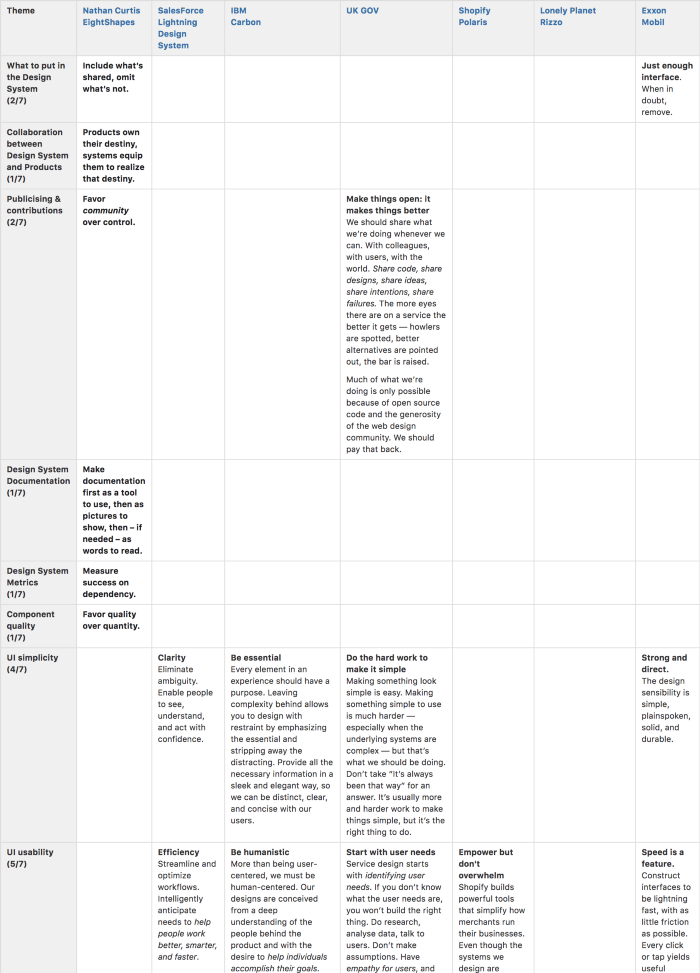 Theme
Nathan Curtis
EightShapes
SalesForce
Lightning
Design
System
IBM
Carbon
UK GOV
Shopify
Polaris
Lonely Planet
Rizzo
Exxon
Mobil
What to put in
the Design
System
(2/7)
Include what's
shared, omit
what's not.
Just enough
interface.
When in
doubt,
remove.
Collaboration
between
Design System
and Products
(1/7)
Products own
their destiny,
systems equip
them to realize
that destiny.
Publicising &
contributions
(2/7)
Favor
community
over control.
Make things open: it
makes things better
We should share what
we're doing whenever we
can. With colleagues,
with users, with the
world. Share code, share
designs, share ideas,
share intentions, share
failures. The more eyes
there are on a service the
better it gets — howlers
are spotted, better
alternatives are pointed
out, the bar is raised.
Much of what we're
doing is only possible
because of open source
code and the generosity
of the web design
community. We should
pay that back.
Design System
Documentation
(1/7)
Make
documentation
first as a tool
to use, then as
pictures to
show, then – if
needed – as
words to read.
Design System
Metrics
(1/7)
Measure
success on
dependency.
Component
quality
(1/7)
Favor quality
over quantity.
UI simplicity
(4/7)
Clarity
Eliminate
ambiguity.
Enable people
to see,
understand,
and act with
confidence.
Be essential
Every element in an
experience should have a
purpose. Leaving
complexity behind allows
you to design with
restraint by emphasizing
the essential and
stripping away the
distracting. Provide all the
necessary information in a
sleek and elegant way, so
we can be distinct, clear,
and concise with our
users.
Do the hard work to
make it simple
Making something look
simple is easy. Making
something simple to use
is much harder —
especially when the
underlying systems are
complex — but that's
what we should be doing.
Don't take "It's always
been that way" for an
answer. It's usually more
and harder work to make
things simple, but it's the
right thing to do.
Strong and
direct.
The design
sensibility is
simple,
plainspoken,
solid, and
durable.
UI usability
(5/7)
Efficiency
Streamline and
optimize
workflows.
Intelligently
anticipate
needs to help
people work
better, smarter,
and faster.
Be humanistic
More than being user-
centered, we must be
human-centered. Our
designs are conceived
from a deep
understanding of the
people behind the
product and with the
desire to help individuals
accomplish their goals.
Start with user needs
Service design starts
with identifying user
needs. If you don't know
what the user needs are,
you won't build the right
thing. Do research,
analyse data, talk to
users. Don't make
assumptions. Have
empathy for users, and
Empower but
don't
overwhelm
Shopify builds
powerful tools
that simplify how
merchants run
their businesses.
Even though the
systems we
design are
Speed is a
feature.
Construct
interfaces to
be lightning
fast, with as
little friction
as possible.
Every click
or tap yields
useful